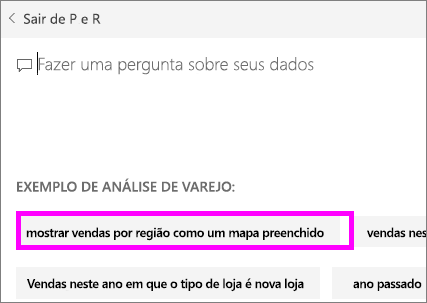 Sair de P e R
Fazer uma pergunta sobre seus dados
EXEMPLO DE ANÁLISE DE VAREJO:
mostrar vendas por região como um mapa preenchido
vendas nes
Vendas neste ano em que o tipo de loja é nova loja
ano passado